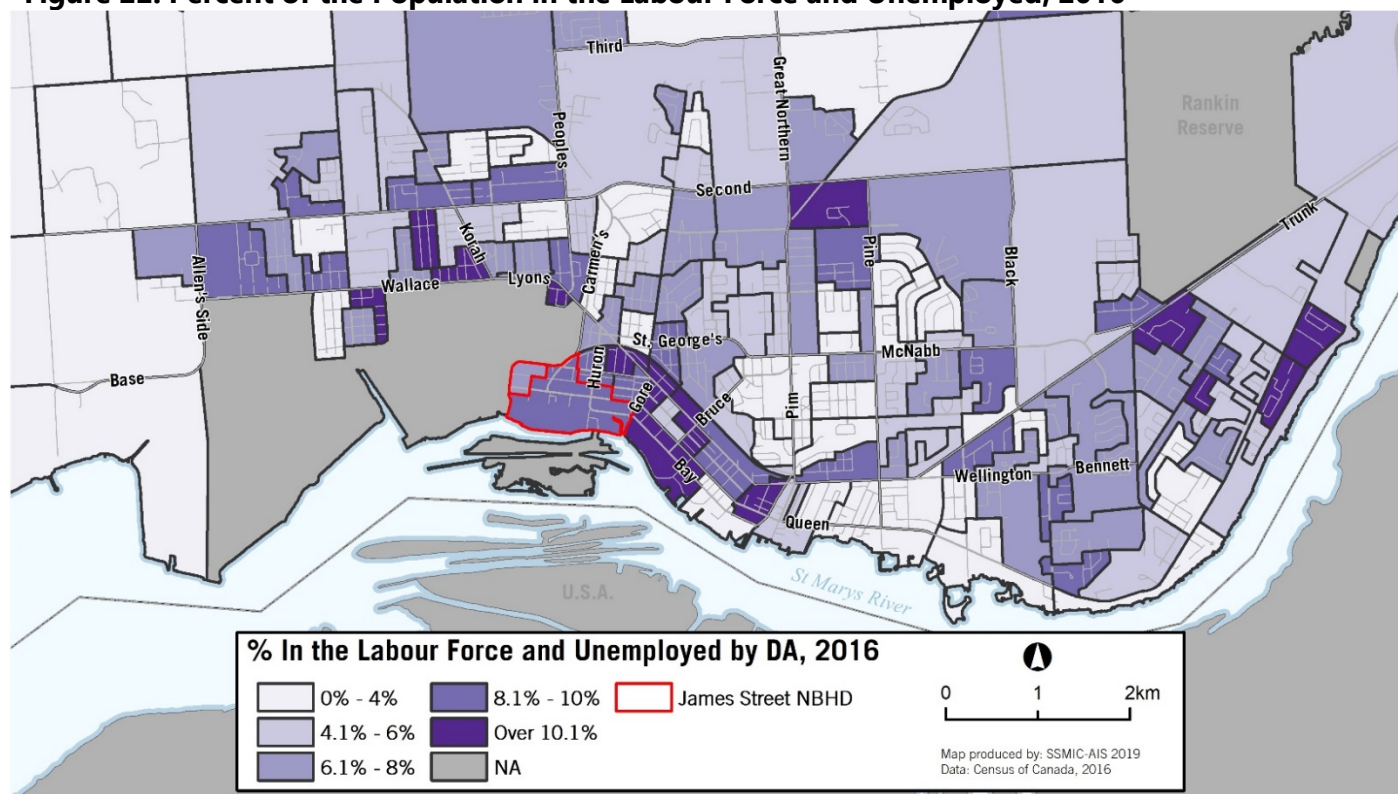 Figure 22: Percent of the Population in the Labour Force and Unemployed, 2016
Third
Great Northern
Peoples
Rankin
Reserve
Second
Trunk
Korah
Carmen's
Pine
Black
Allen's Side
Wallace
Lyons
St. George's
McNabb
Huron
Base
Gore
Bruce
Pim
Bay
Wellington
Bennett
Queen
St Marys River
U.S.A.
% In the Labour Force and Unemployed by DA, 2016
0% - 4%
8.1% - 10%
James Street NBHD
4.1% - 6%
Over 10.1%
6.1% - 8%
NA
0 1 2km
Map produced by: SSMIC-AIS 2019
Data: Census of Canada, 2016